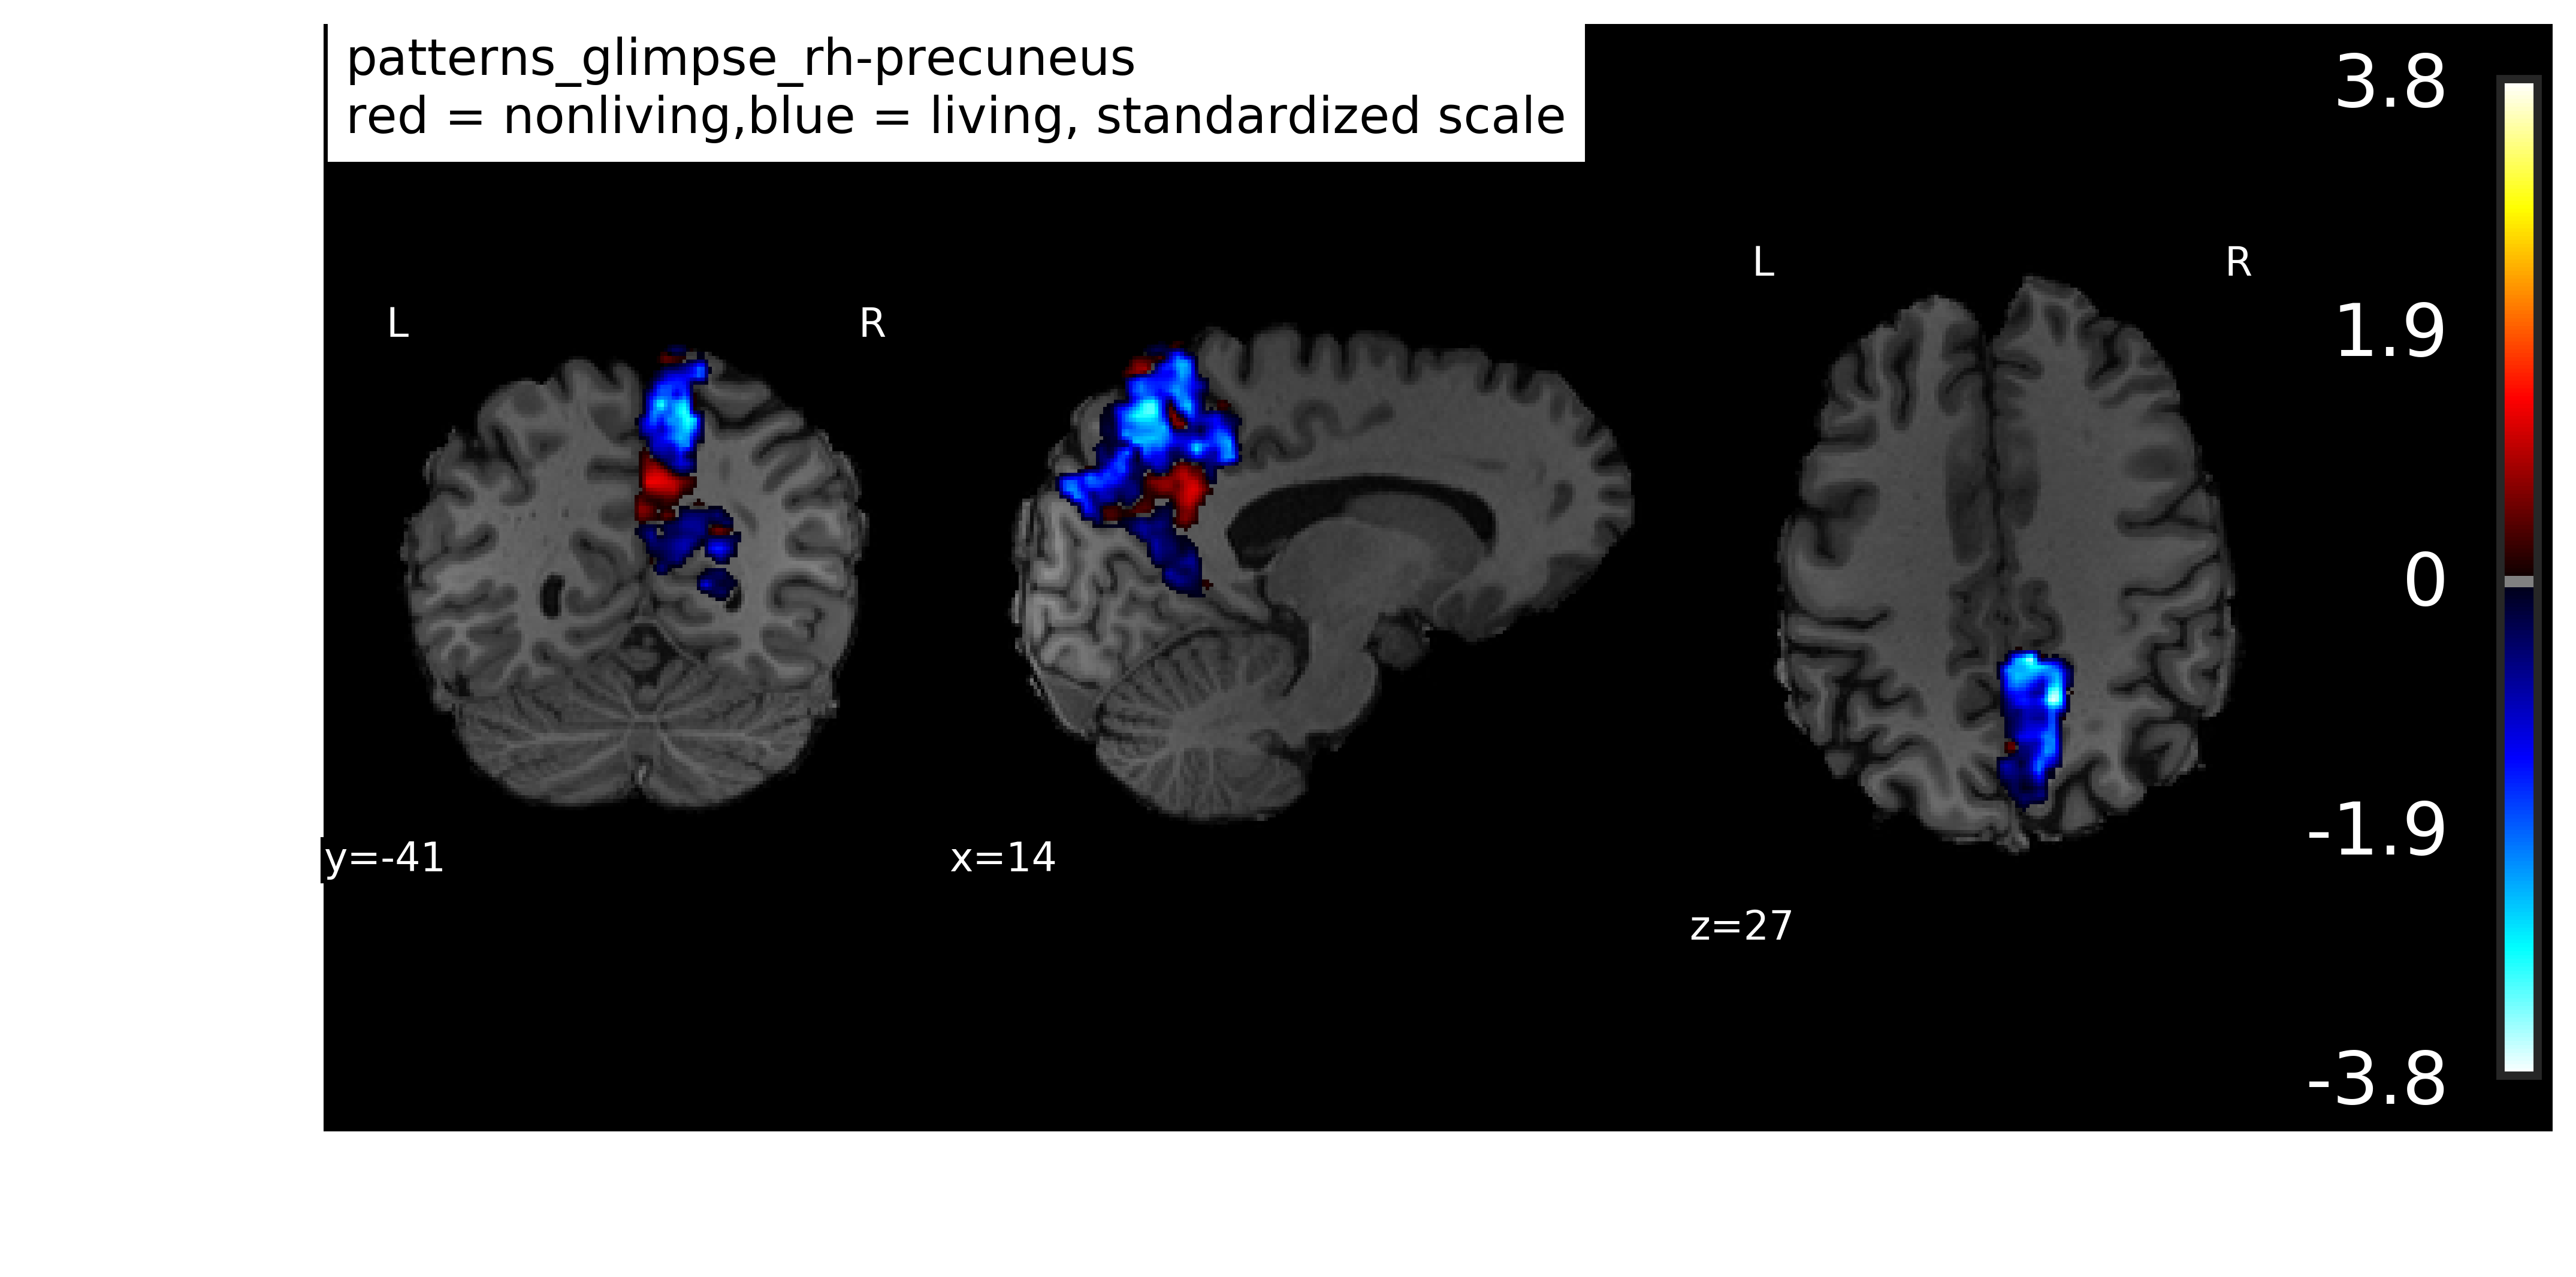 patterns_glimpse_rh-precuneus
red = nonliving,blue = living, standardized scale
3.8
L
R
L
R
1.9
0
y=-41
x=14
z=27
-1.9
-3.8